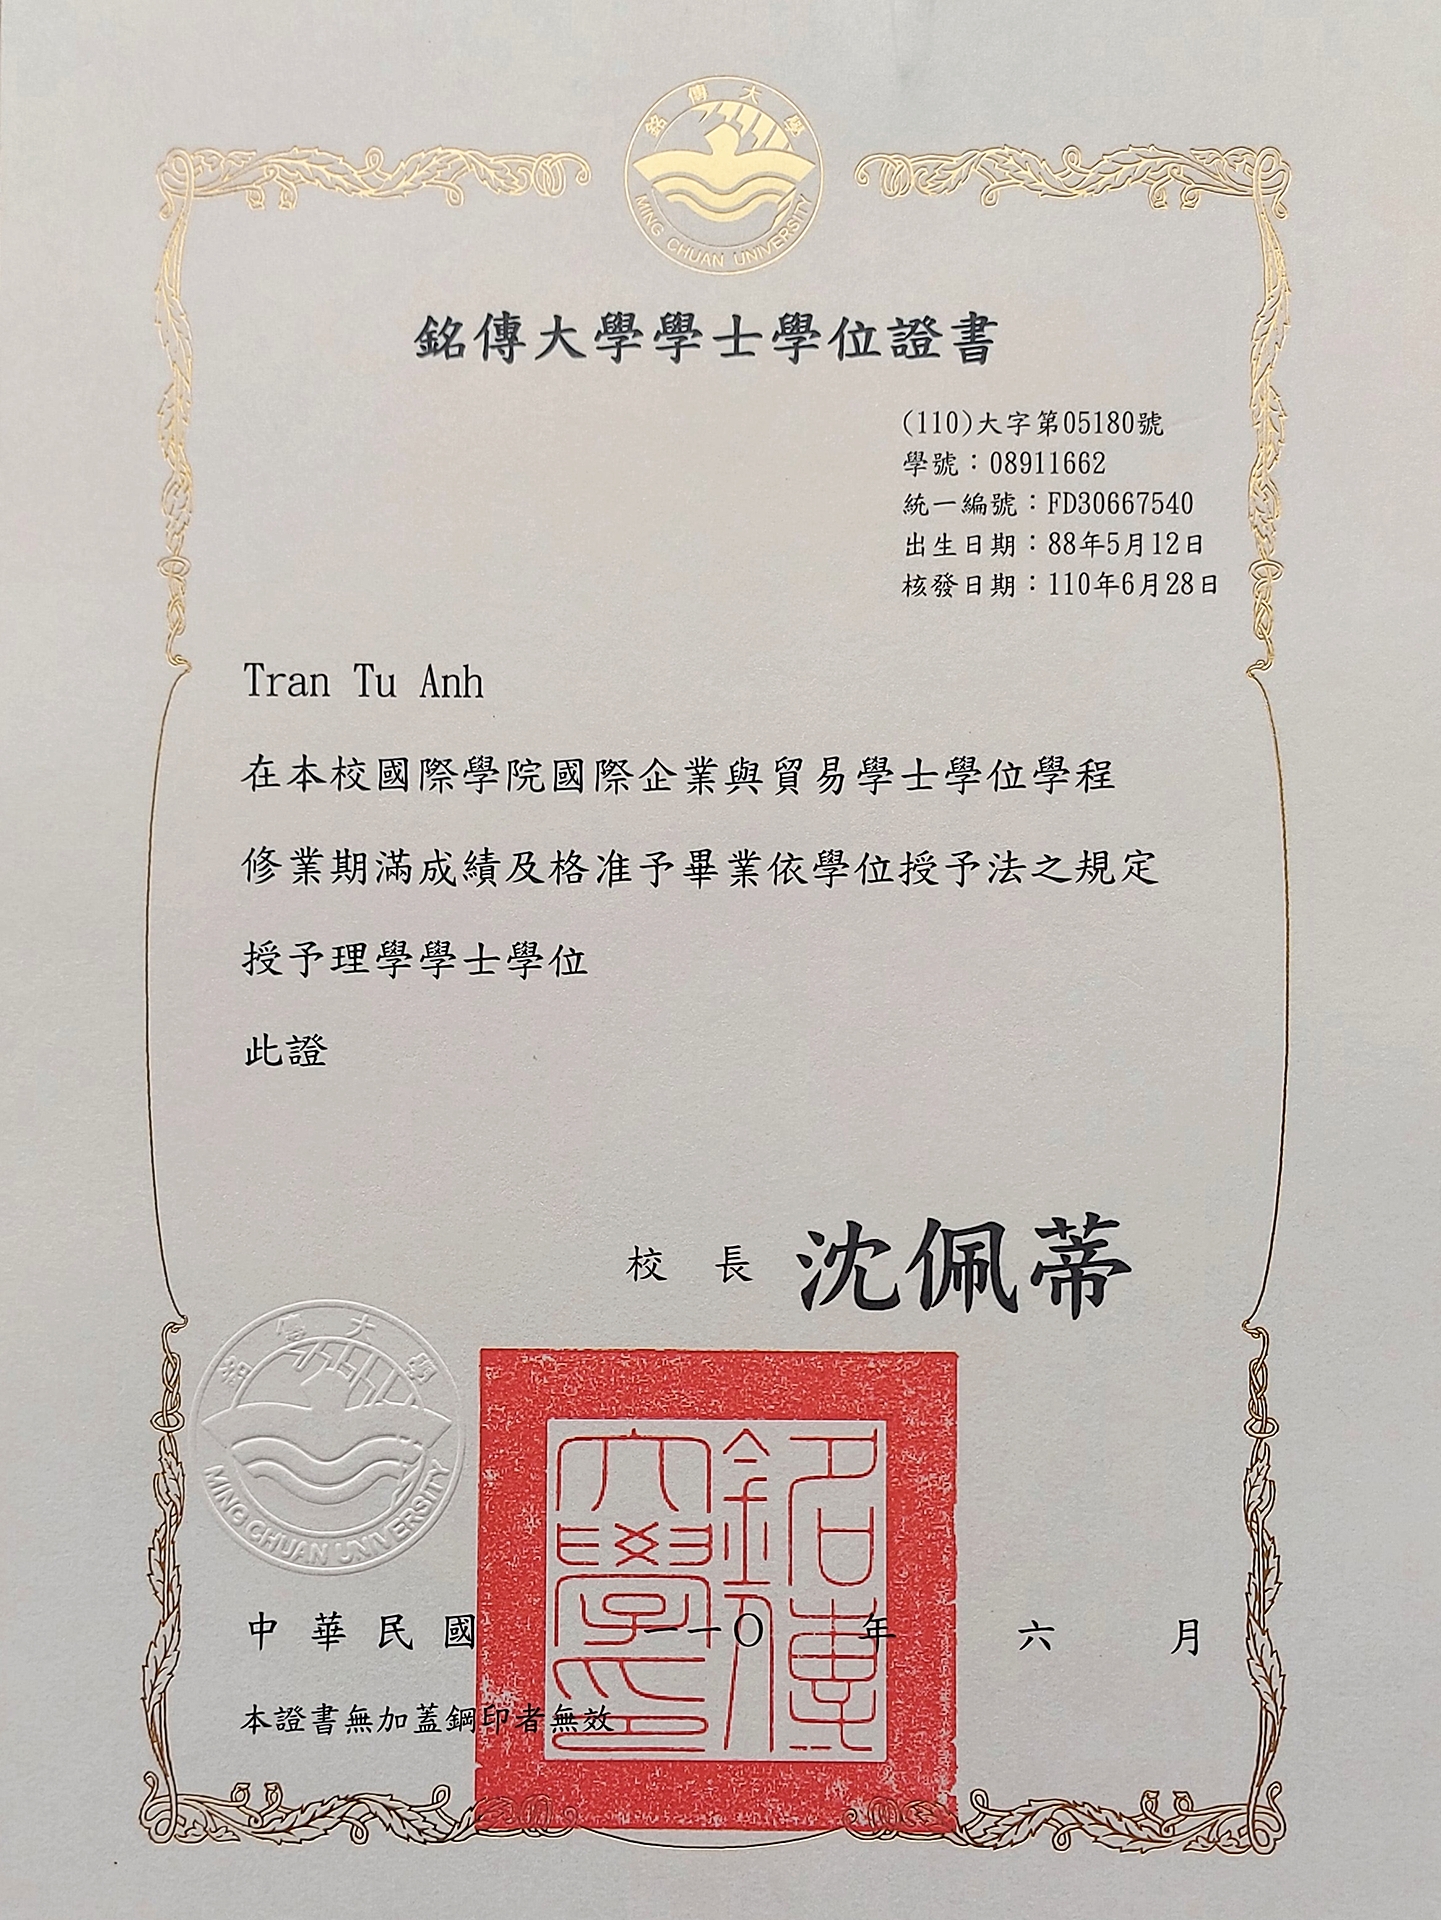 銘傳大學
MING CHUAN UNIVERSITY
銘傳大學學士學位證書
(110)大字第05180號
學號：08911662
統一編號：FD30667540
出生日期：88年5月12日
核發日期：110年6月28日
Tran Tu Anh
在本校國際學院國際企業與貿易學士學位學程
修業期滿成績及格准予畢業依學位授予法之規定
授予理學學士學位
此證
校長 沈佩蒂
銘傳大學
MING CHUAN UNIVERSITY
銘傳大學印
中華民國 一一〇 年 六 月
本證書無加蓋鋼印者無效